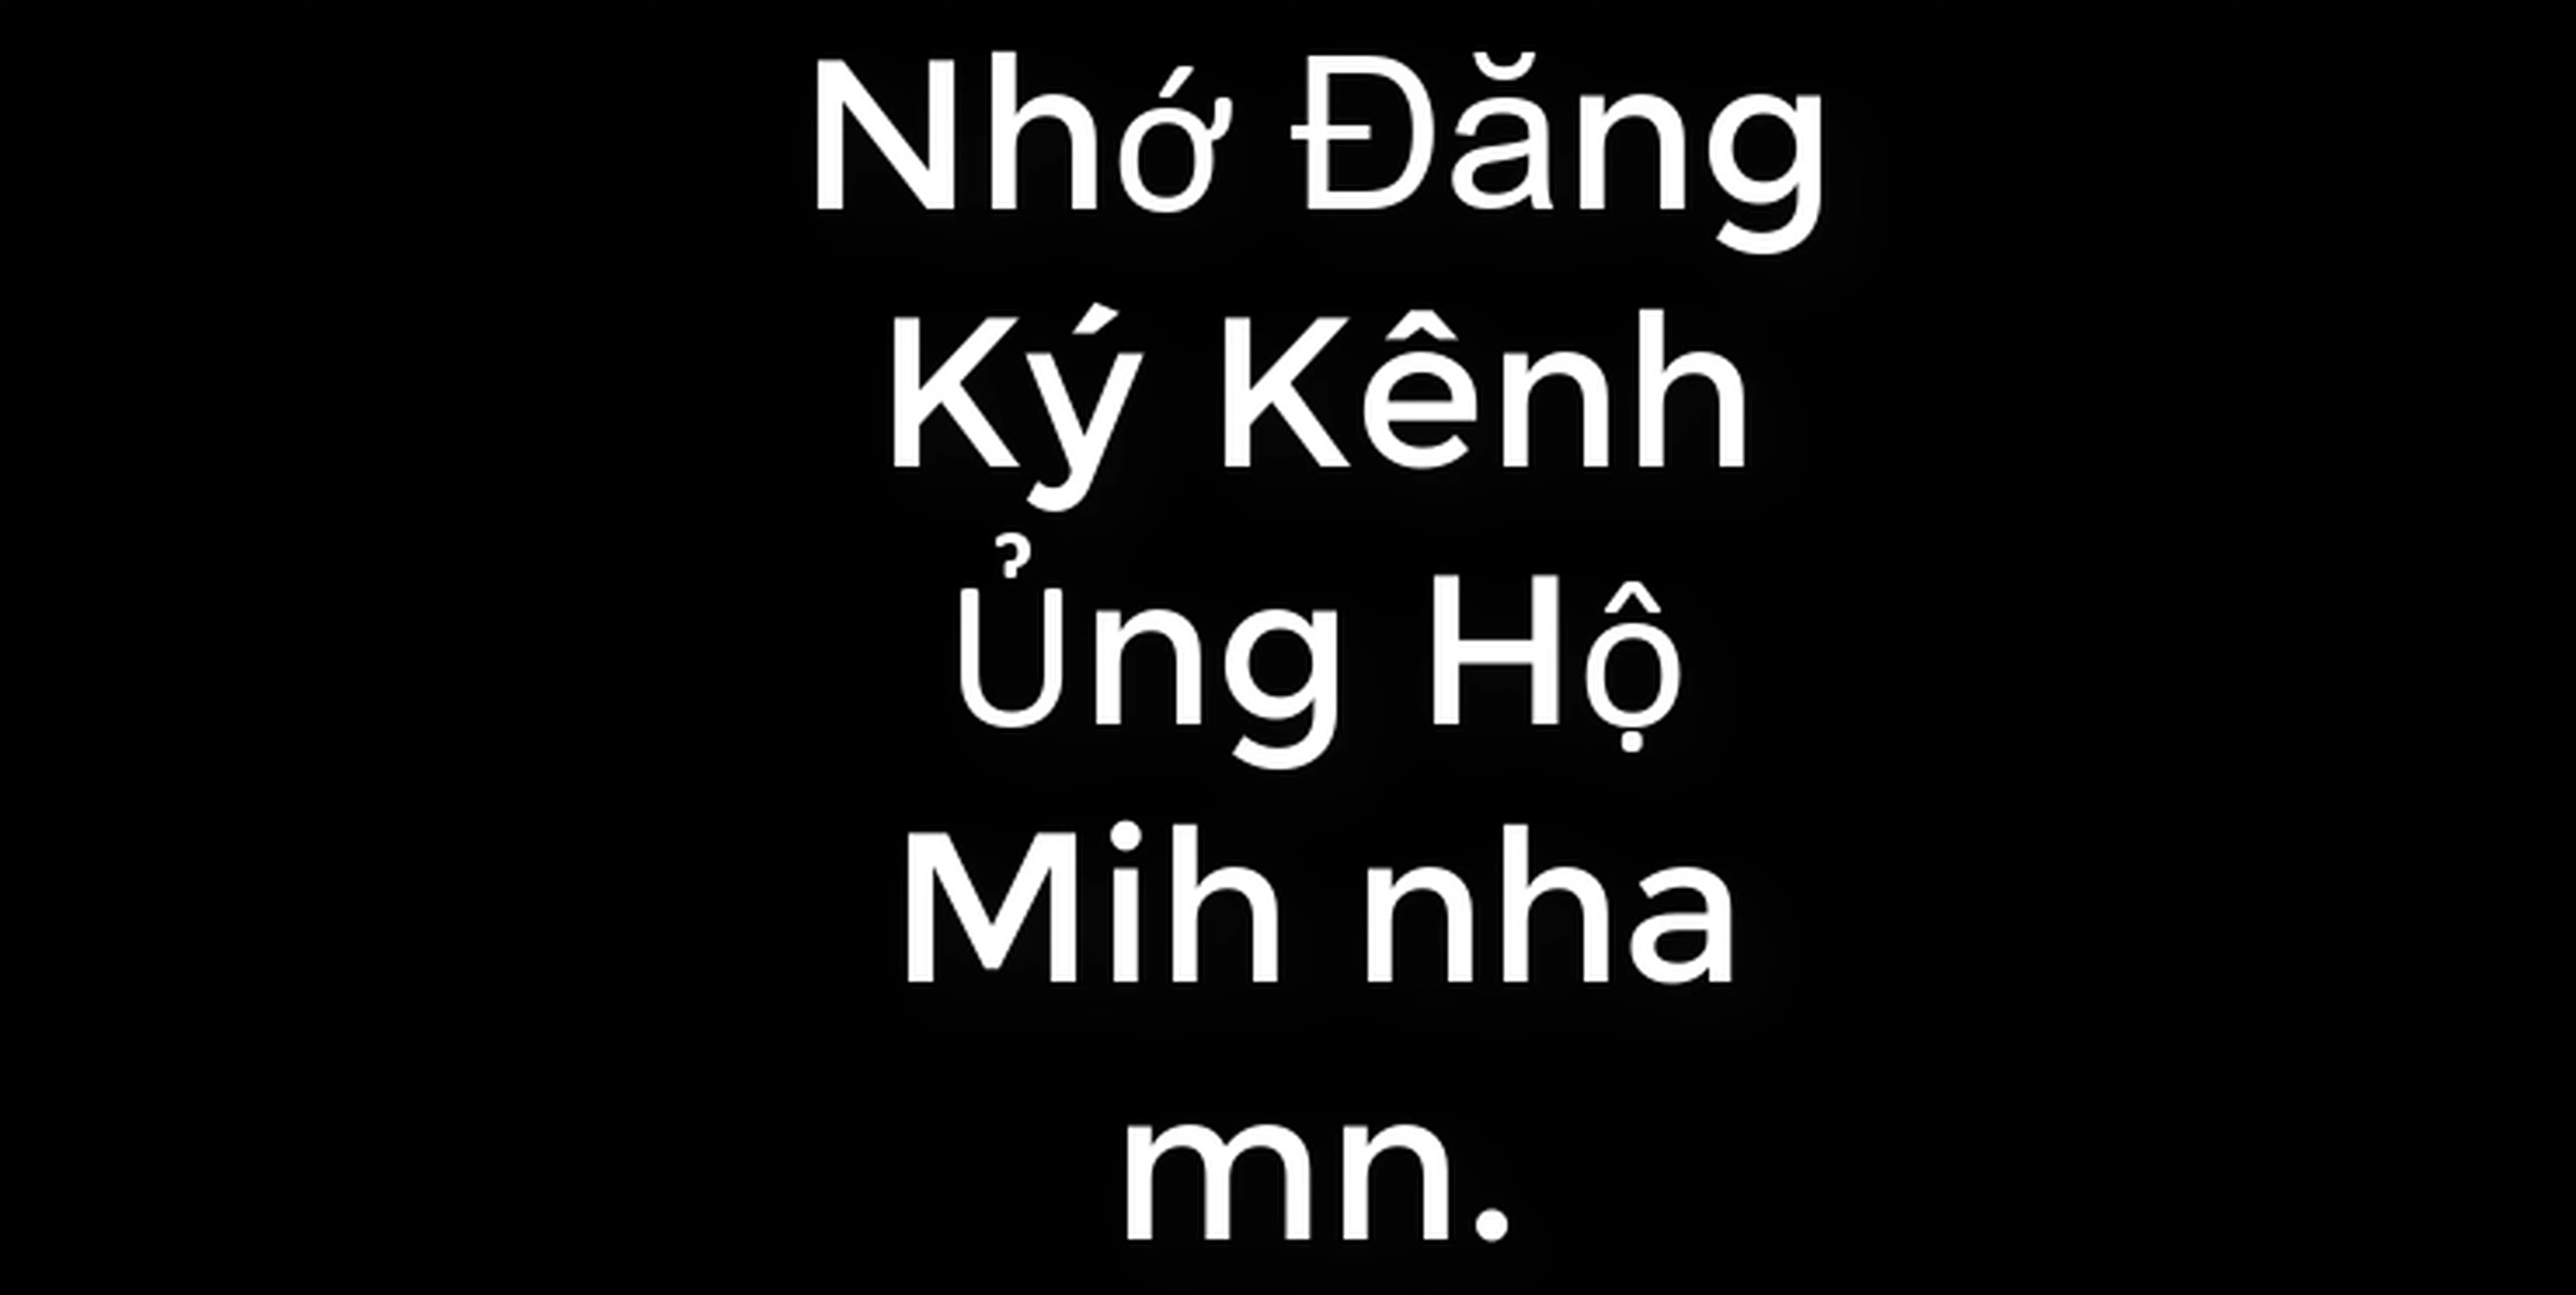 Nhớ Đăng
Ký Kênh
Ủng Hộ
Mih nha
mn.